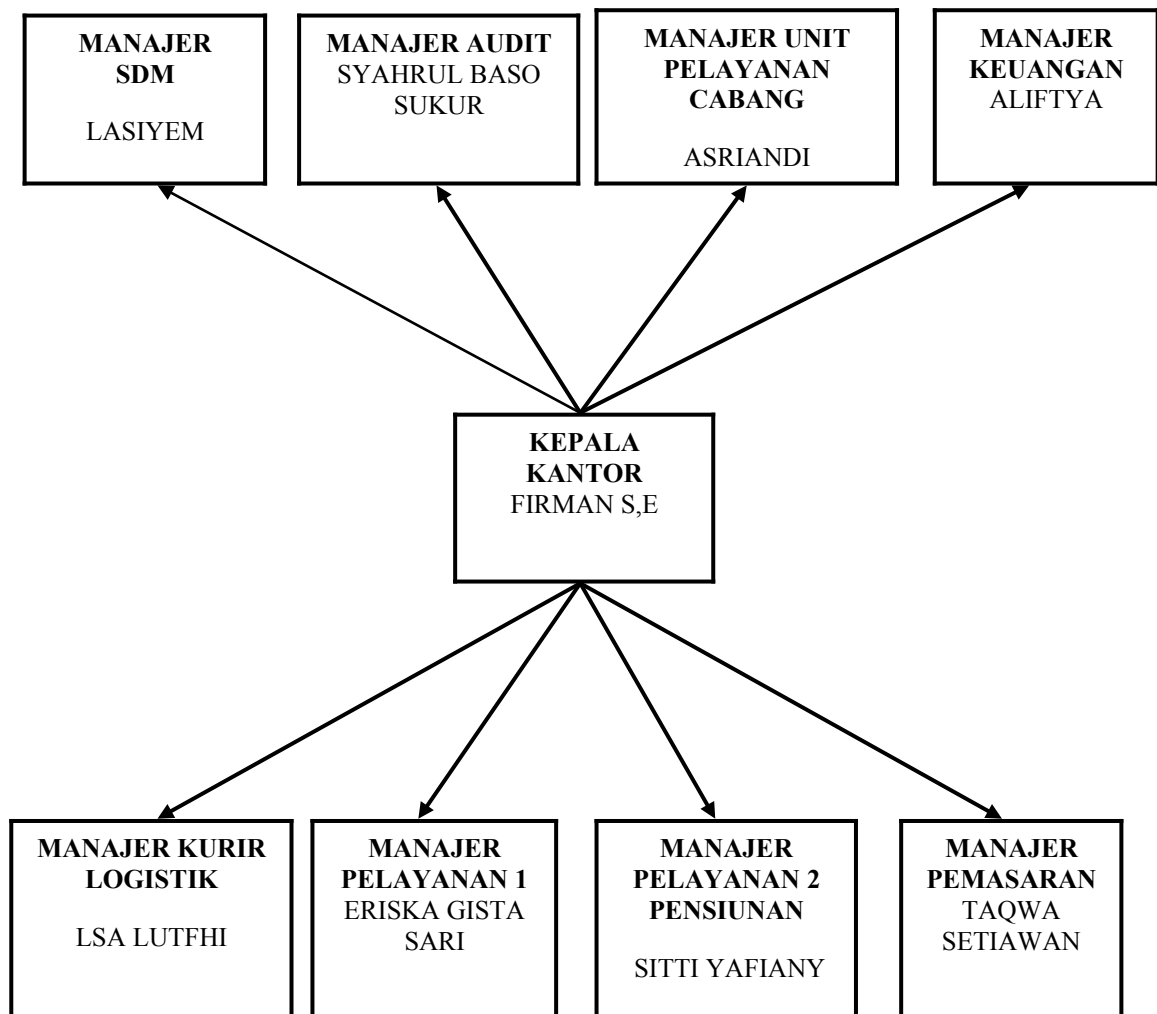 MANAJER
SDM
LASIYEM
MANAJER AUDIT
SYAHRUL BASO
SUKUR
MANAJER UNIT
PELAYANAN
CABANG
ASRIANDI
MANAJER
KEUANGAN
ALIFTYA
KEPALA
KANTOR
FIRMAN S,E
MANAJER KURIR
LOGISTIK
LSA LUTFHI
MANAJER
PELAYANAN 1
ERISKA GISTA
SARI
MANAJER
PELAYANAN 2
PENSIUNAN
SITTI YAFIANY
MANAJER
PEMASARAN
TAQWA
SETIAWAN